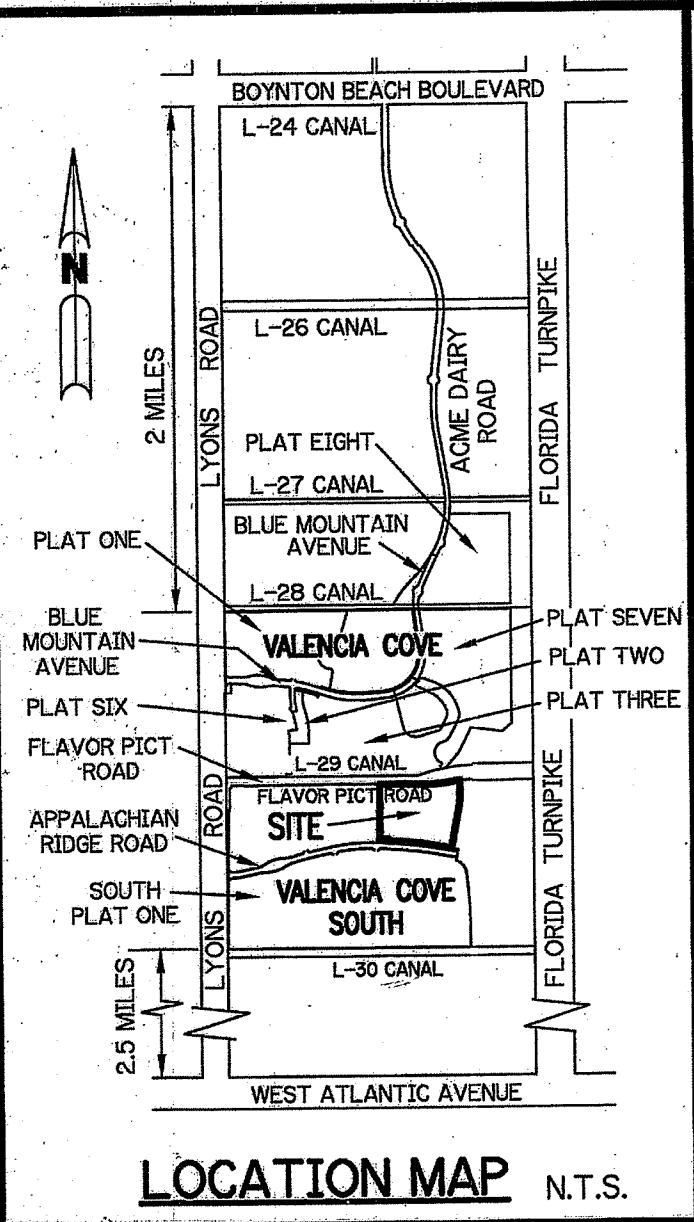 BOYNTON BEACH BOULEVARD
L-24 CANAL
N
L-26 CANAL
LYONS ROAD
2 MILES
ACME DAIRY
ROAD
FLORIDA TURNPIKE
PLAT EIGHT
L-27 CANAL
PLAT ONE
BLUE MOUNTAIN
AVENUE
L-28 CANAL
BLUE
MOUNTAIN
AVENUE
VALENCIA COVE
PLAT SEVEN
PLAT TWO
PLAT SIX
PLAT THREE
FLAVOR PICT
ROAD
L-29 CANAL
FLAVOR PICT ROAD
SITE
APPALACHIAN
RIDGE ROAD
LYONS ROAD
FLORIDA TURNPIKE
SOUTH
PLAT ONE
VALENCIA COVE
SOUTH
L-30 CANAL
2.5 MILES
WEST ATLANTIC AVENUE
LOCATION MAP N.T.S.